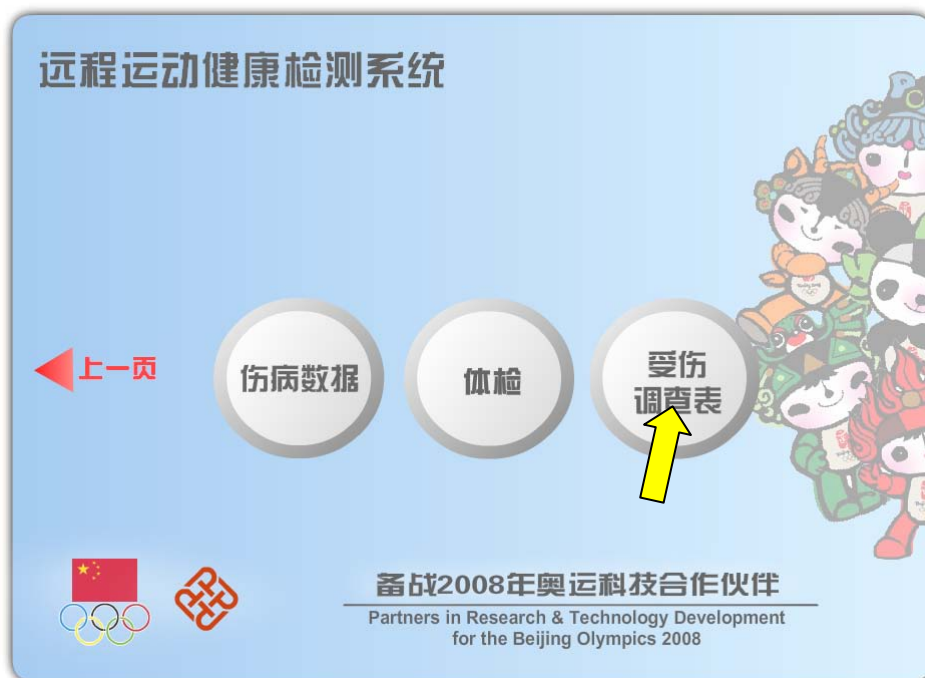 远程运动健康检测系统
上一页
伤病数据
体检
受伤
调查表
备战2008年奥运科技合作伙伴
Partners in Research & Technology Development
for the Beijing Olympics 2008